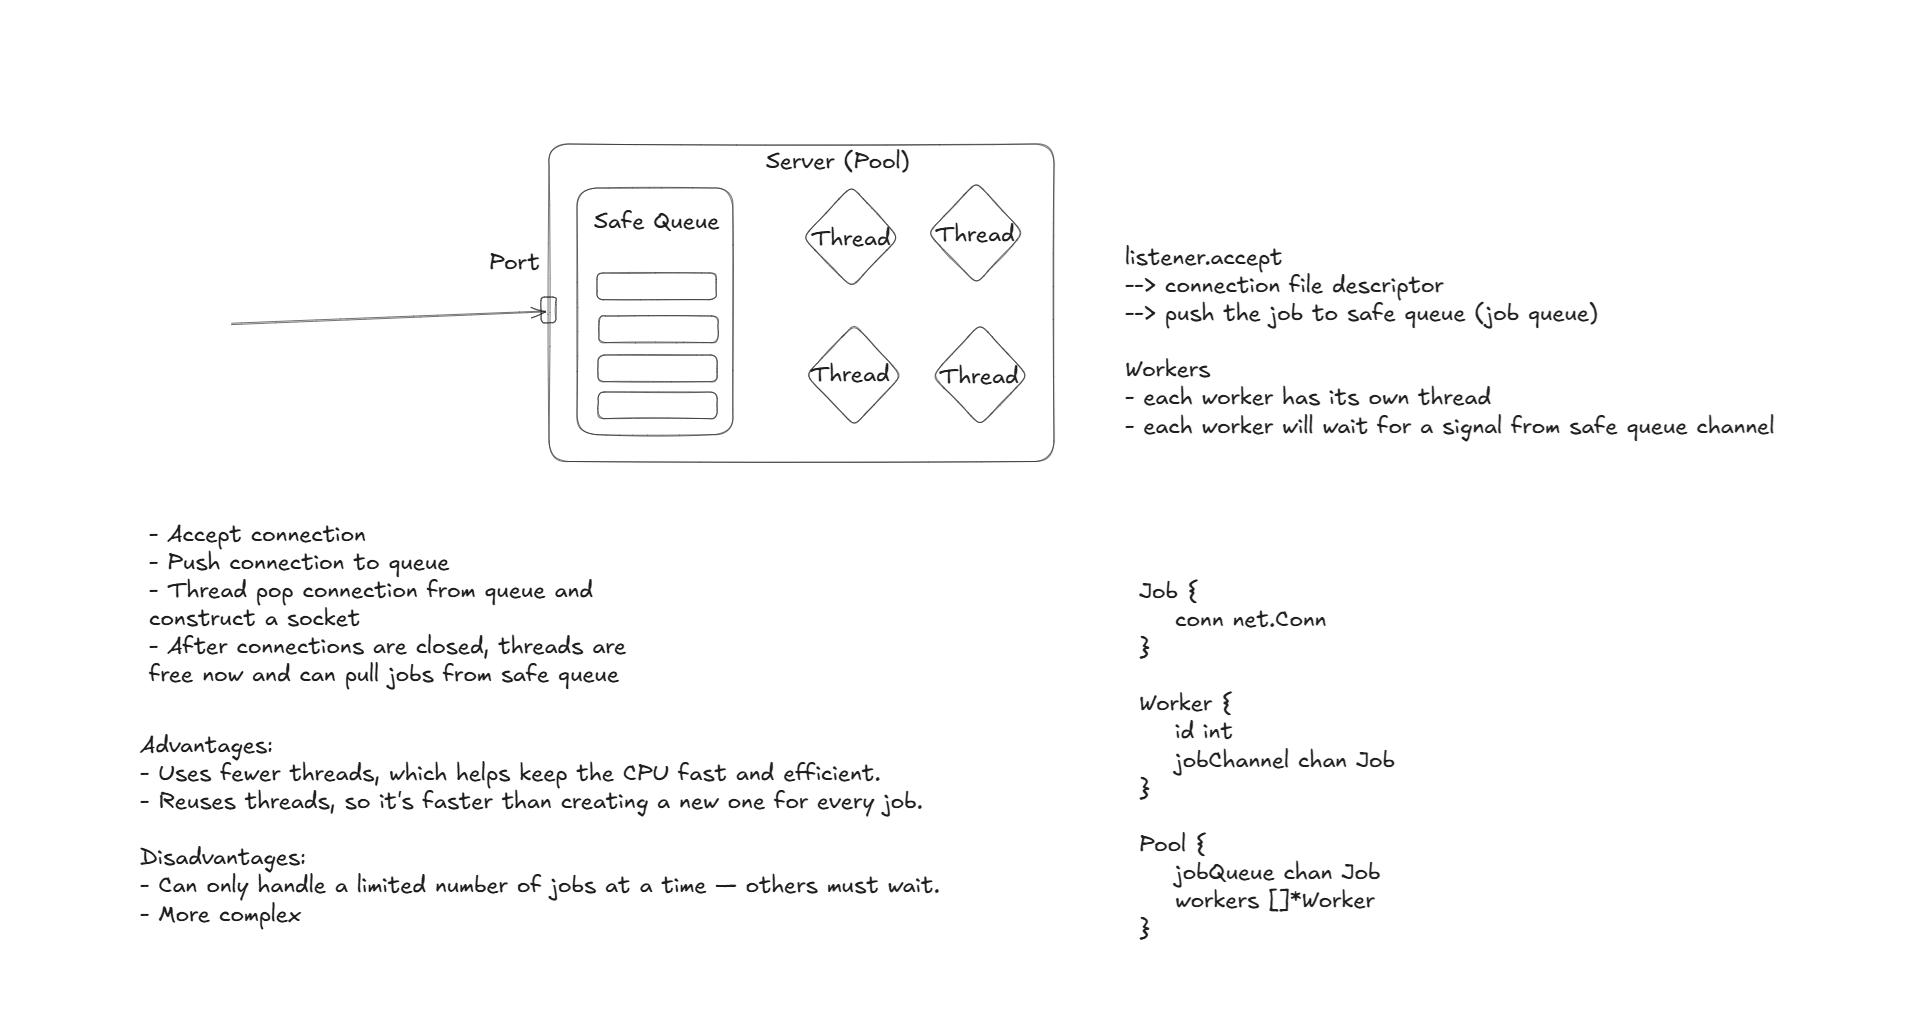 Server (Pool)
Safe Queue
Thread
Thread
Port
Thread
Thread
listener.accept
--> connection file descriptor
--> push the job to safe queue (job queue)
Workers
- each worker has its own thread
- each worker will wait for a signal from safe queue channel
- Accept connection
- Push connection to queue
- Thread pop connection from queue and
construct a socket
- After connections are closed, threads are
free now and can pull jobs from safe queue
Advantages:
- Uses fewer threads, which helps keep the CPU fast and efficient.
- Reuses threads, so it's faster than creating a new one for every job.
Disadvantages:
- Can only handle a limited number of jobs at a time — others must wait.
- More complex
Job {
conn net.Conn
}
Worker {
id int
jobChannel chan Job
}
Pool {
jobQueue chan Job
workers []*Worker
}